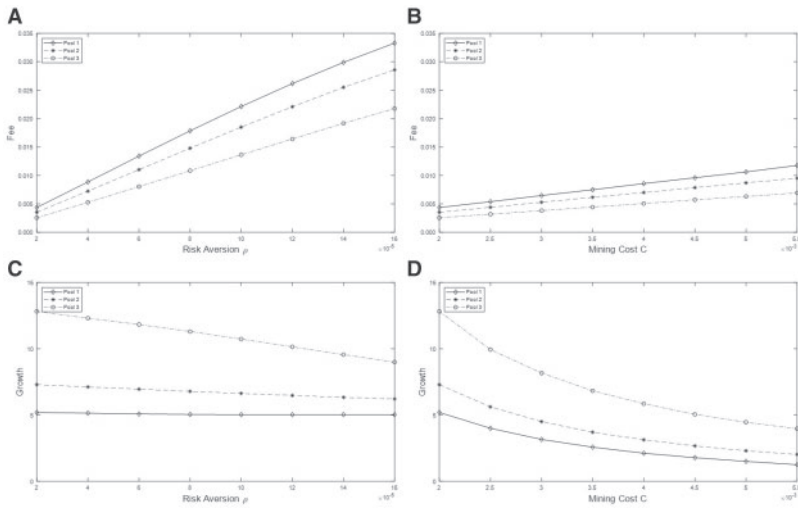 A
0.035
0.030
0.025
0.020
0.015
0.010
0.005
0.000
Fee
Pool 1
Pool 2
Pool 3
2 4 6 8 10 12 14 16
Risk Aversion ρ
B
0.035
0.030
0.025
0.020
0.015
0.010
0.005
0.000
Fee
Pool 1
Pool 2
Pool 3
2 2.5 3 3.5 4 4.5 5 5.5
Mining Cost C
C
15
10
5
0
Growth
Pool 1
Pool 2
Pool 3
2 4 6 8 10 12 14 16
Risk Aversion ρ
D
15
10
5
0
Growth
Pool 1
Pool 2
Pool 3
2 2.5 3 3.5 4 4.5 5 5.5
Mining Cost C